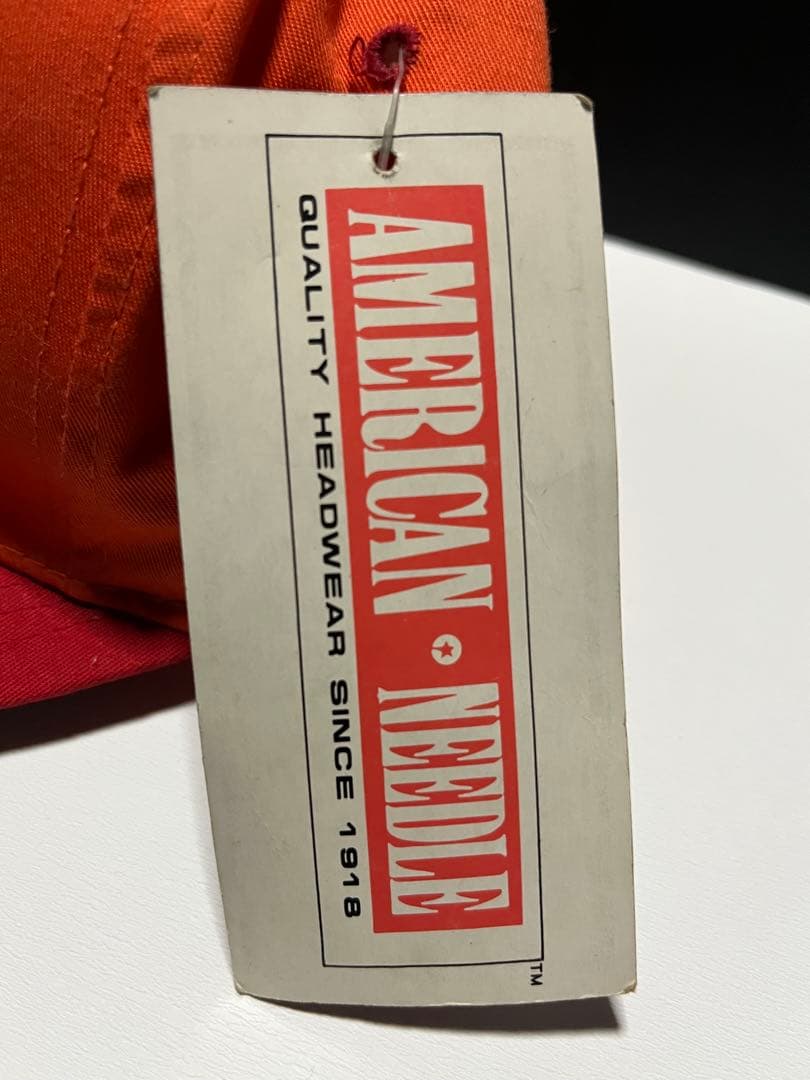 AMERICAN NEEDLE
QUALITY HEADWEAR SINCE 1918
TM